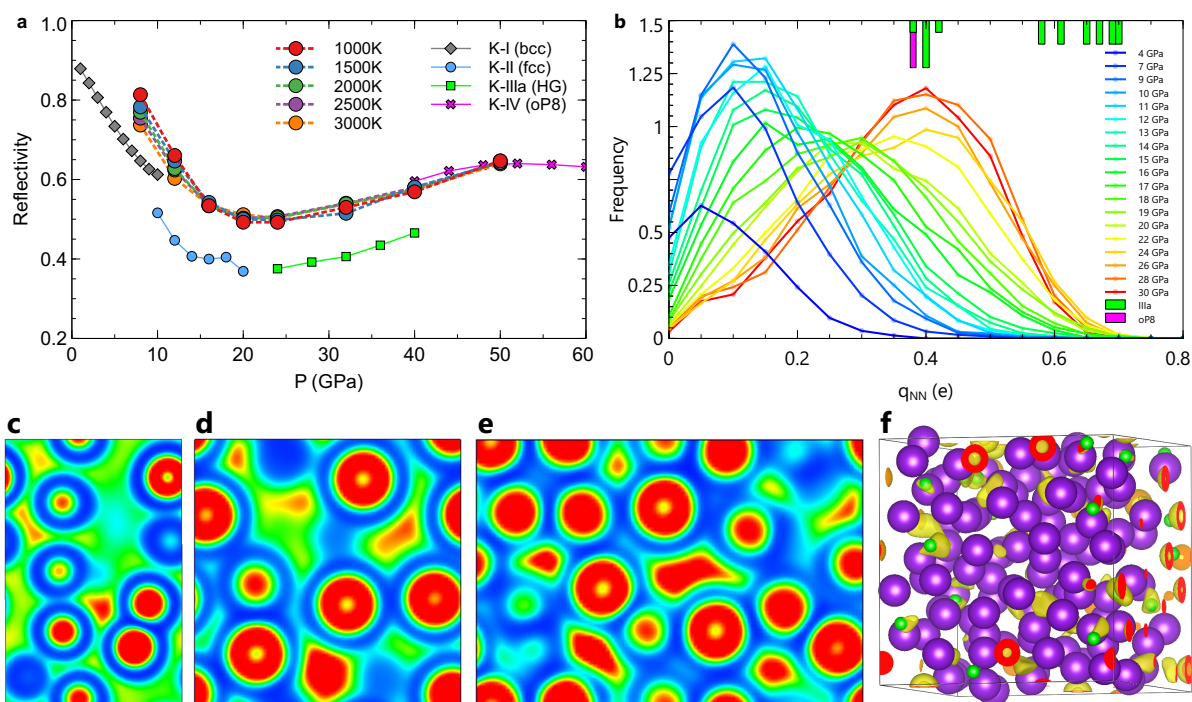 a
1.0
0.8
0.6
0.4
0.2
Reflectivity
0
10
20
30
40
50
60
P (GPa)
1000K
1500K
2000K
2500K
3000K
K-I (bcc)
K-II (fcc)
K-IIIa (HG)
K-IV (oP8)
b
1.5
1.25
1
0.5
0.25
0
Frequency
0
0.2
0.4
0.6
0.8
qNN (e)
4 GPa
7 GPa
9 GPa
10 GPa
11 GPa
12 GPa
13 GPa
14 GPa
15 GPa
16 GPa
17 GPa
18 GPa
19 GPa
20 GPa
22 GPa
24 GPa
26 GPa
28 GPa
30 GPa
IIIa
oP8
c
d
e
f